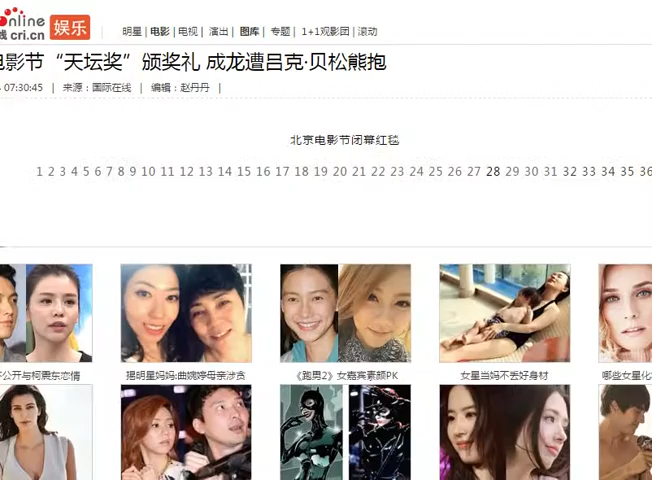 online
cri.cn 娱乐
明星 | 电影 | 电视 | 演出 | 图库 | 专题 | 1+1观影团 | 滚动
电影节“天坛奖”颁奖礼 成龙遭吕克·贝松熊抱
07:30:45 | 来源：国际在线 | 编辑：赵丹丹 |
北京电影节闭幕红毯
1 2 3 4 5 6 7 8 9 10 11 12 13 14 15 16 17 18 19 20 21 22 23 24 25 26 27 28 29 30 31 32 33 34 35 36
公开与柯震东恋情
揭明星妈妈:曲婉婷母亲涉贪
《跑男2》女嘉宾素颜PK
女星当妈不丢好身材
哪些女星化